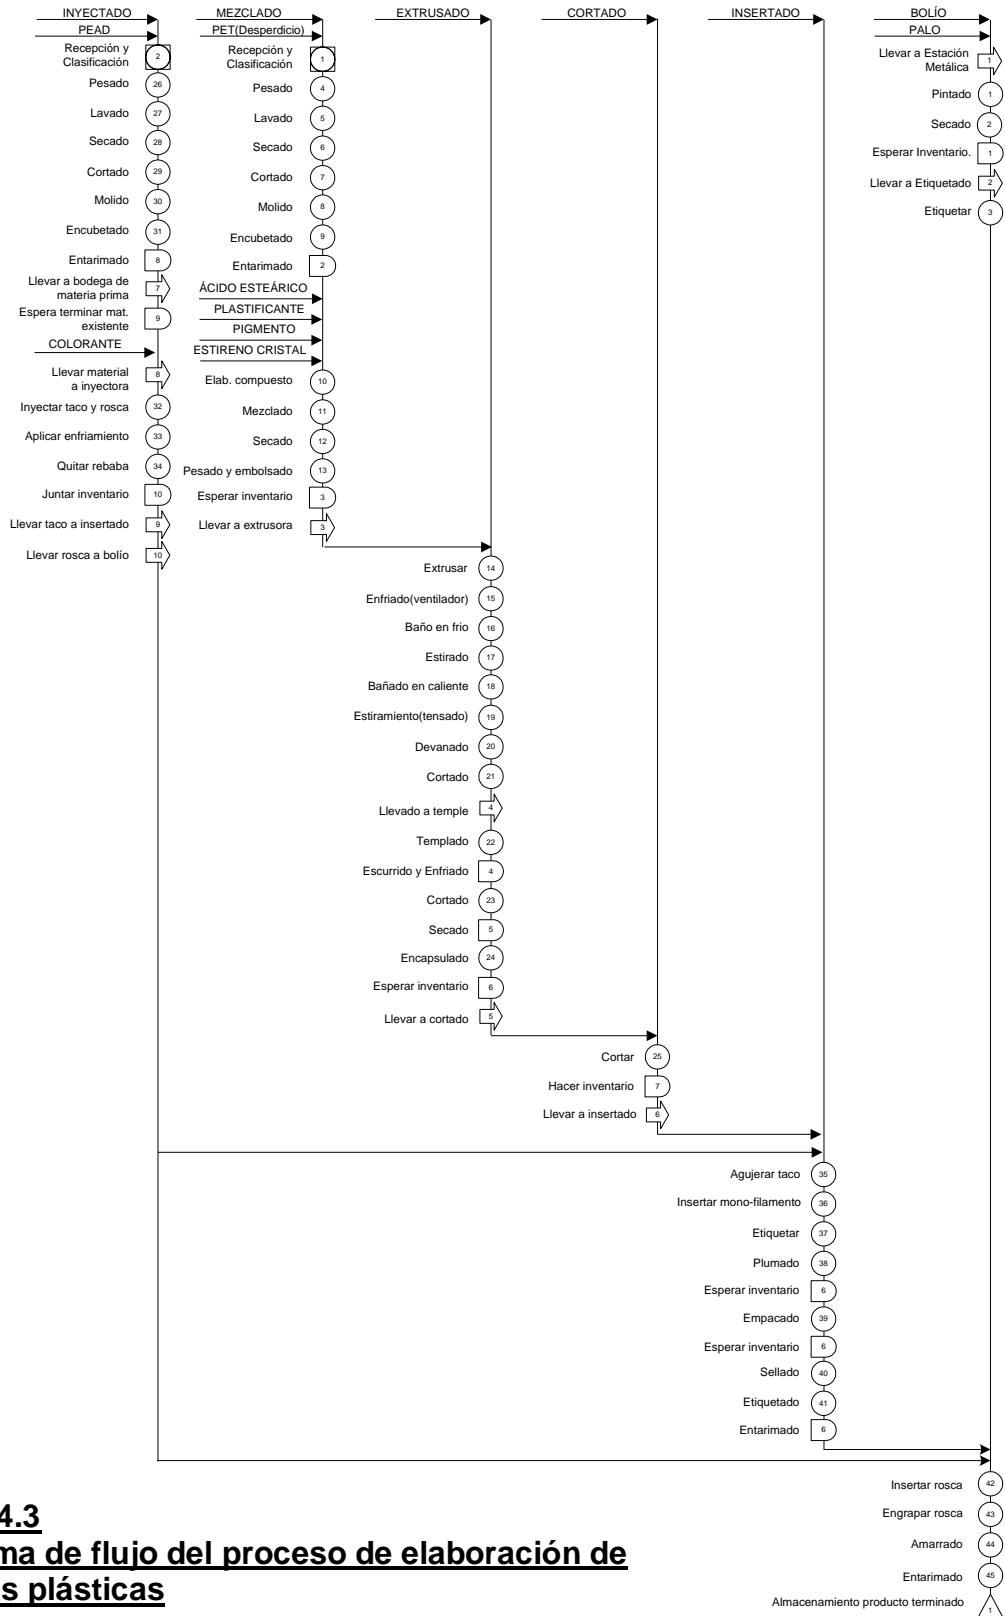 INYECTADO
PEAD
Recepción y
Clasificación
2
Pesado 26
Lavado 27
Secado 28
Cortado 29
Molido 30
Encubetado 31
Entarimado 8
Llevar a bodega de
materia prima
7
Espera terminar mat.
existente
9
COLORANTE
Llevar material
a inyectora
8
Inyectar taco y rosca 32
Aplicar enfriamiento 33
Quitar rebaba 34
Juntar inventario 10
Llevar taco a insertado 9
Llevar rosca a bolío 10
MEZCLADO
PET(Desperdicio)
Recepción y
Clasificación
1
Pesado 4
Lavado 5
Secado 6
Cortado 7
Molido 8
Encubetado 9
Entarimado 2
ÁCIDO ESTEÁRICO
PLASTIFICANTE
PIGMENTO
ESTIRENO CRISTAL
Elab. compuesto 10
Mezclado 11
Secado 12
Pesado y embolsado 13
Esperar inventario 3
Llevar a extrusora 3
EXTRUSADO
Extrusar 14
Enfriado(ventilador) 15
Baño en frio 16
Estirado 17
Bañado en caliente 18
Estiramiento(tensado) 19
Devanado 20
Cortado 21
Llevado a temple 4
Templado 22
Escurrido y Enfriado 4
Cortado 23
Secado 5
Encapsulado 24
Esperar inventario 6
Llevar a cortado 5
CORTADO
Cortar 25
Hacer inventario 7
Llevar a insertado 6
INSERTADO
Agujerar taco 35
Insertar mono-filamento 36
Etiquetar 37
Plumado 38
Esperar inventario 6
Empacado 39
Esperar inventario 6
Sellado 40
Etiquetado 41
Entarimado 6
BOLÍO
PALO
Llevar a Estación
Metálica
1
Pintado 1
Secado 2
Esperar Inventario. 1
Llevar a Etiquetado 2
Etiquetar 3
Insertar rosca 42
Engrapar rosca 43
Amarrado 44
Entarimado 45
Almacenamiento producto terminado 1
4.3
ma de flujo del proceso de elaboración de
s plásticas